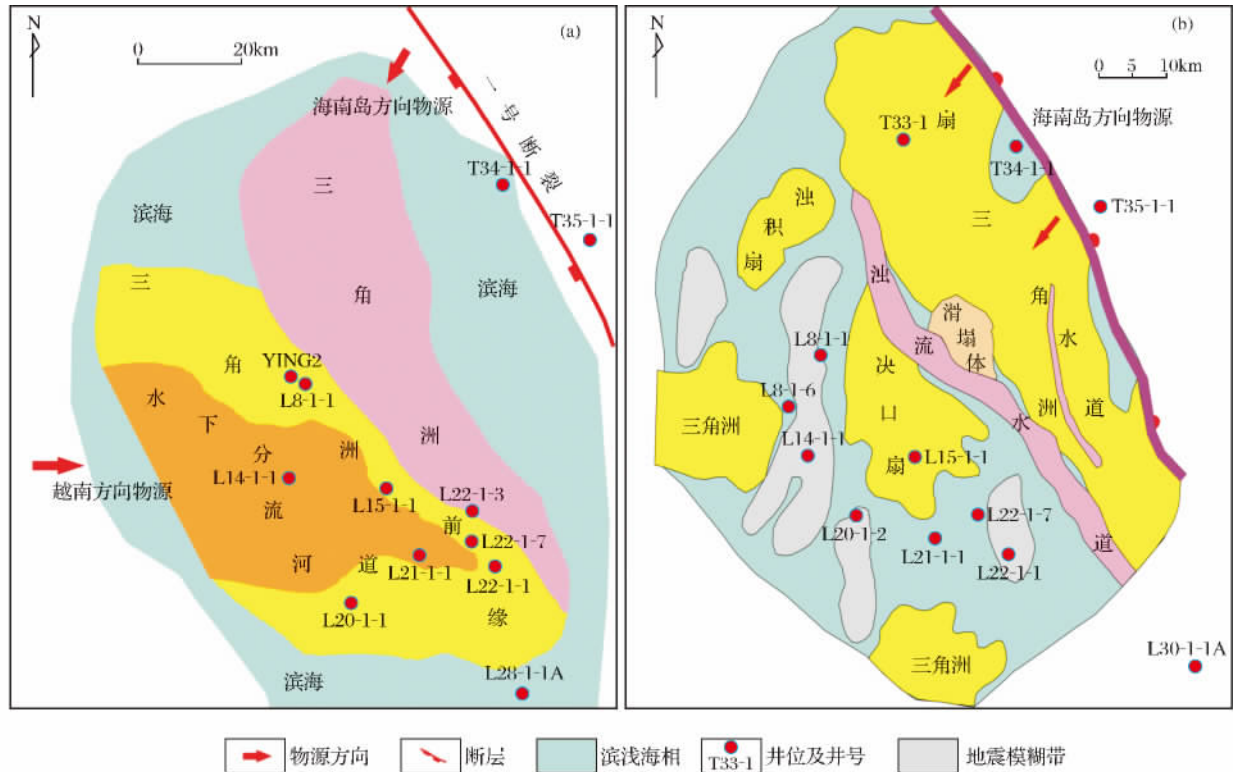 N
(a)
0 20km
海南岛方向物源
一号断裂
T34-1-1
T35-1-1
滨海
滨海
三角洲
三角洲前缘
YING2
L8-1-1
水下分流河道
L14-1-1
越南方向物源
L15-1-1
L22-1-3
L22-1-7
L21-1-1
L22-1-1
L20-1-1
L28-1-1A
滨海
N
(b)
0 5 10km
海南岛方向物源
T33-1
T34-1-1
T35-1-1
扇三角洲
浊积扇
浊流水道
滑塌体
水道
L8-1-1
L8-1-6
决口扇
三角洲
L14-1-1
L15-1-1
L20-1-2
L22-1-7
L21-1-1
L22-1-1
三角洲
L30-1-1A
物源方向
断层
滨浅海相
T33-1
井位及井号
地震模糊带